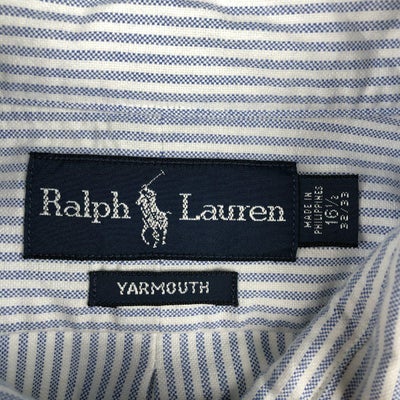 Ralph Lauren
MADE IN
PHILIPPINES
16½
32/33
YARMOUTH